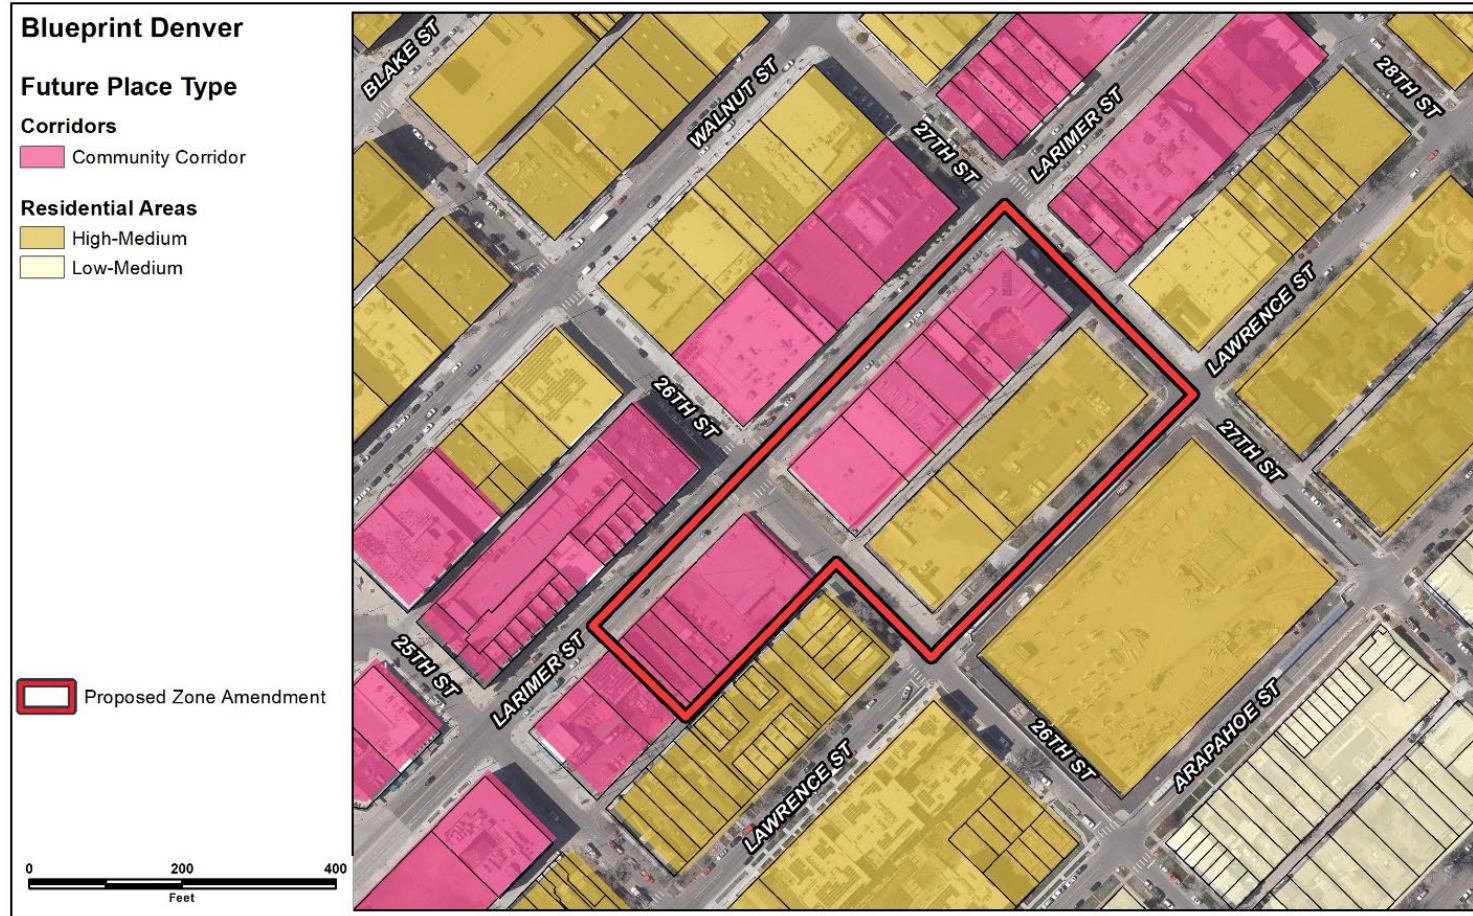 Blueprint Denver
Future Place Type
Corridors
Community Corridor
Residential Areas
High-Medium
Low-Medium
Proposed Zone Amendment
0 200 400
Feet
BLAKE ST
WALNUT ST
27TH ST
LARIMER ST
28TH ST
LAWRENCE ST
26TH ST
27TH ST
25TH ST
LARIMER ST
LAWRENCE ST
26TH ST
ARAPAHOE ST